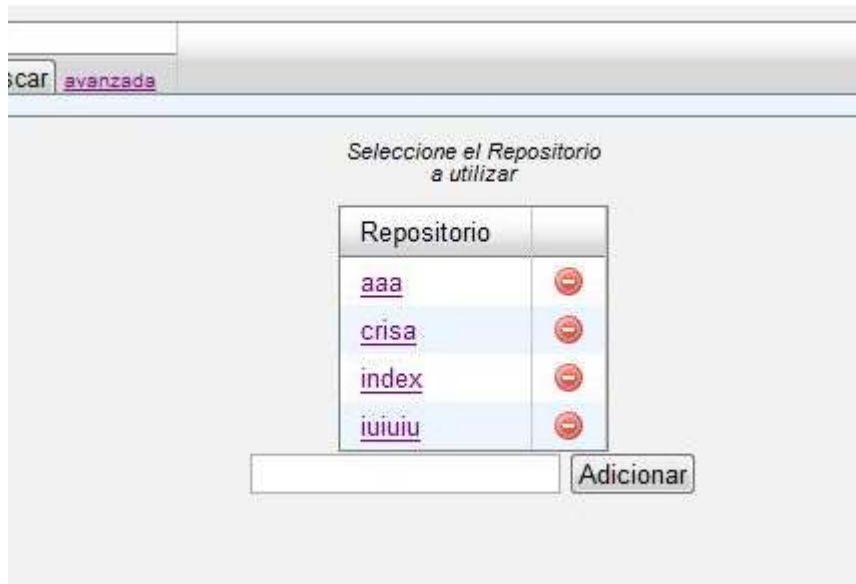 scar avanzada
Seleccione el Repositorio
a utilizar
Repositorio
aaa
crisa
index
iuiuiu
Adicionar